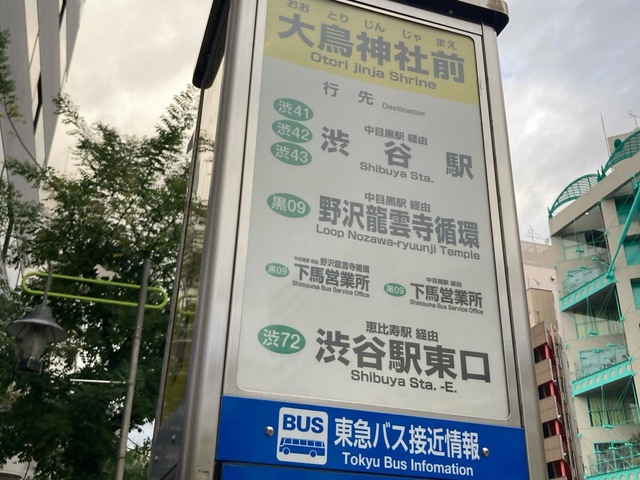 おお とり じん じゃ まえ
大鳥神社前
Otori jinja Shrine
行 先 Destination
渋41
渋42
渋43
中目黒駅 経由
渋 谷 駅
Shibuya Sta.
黒09
中目黒駅 経由
野沢龍雲寺循環
Loop Nozawa-ryuunji Temple
黒09
中目黒駅 経由 野沢龍雲寺循環
下馬営業所
Shimouma Bus Service Office
黒09
中目黒駅 経由
下馬営業所
Shimouma Bus Service Office
渋72
恵比寿駅 経由
渋谷駅東口
Shibuya Sta. -E.
BUS
東急バス接近情報
Tokyu Bus Infomation